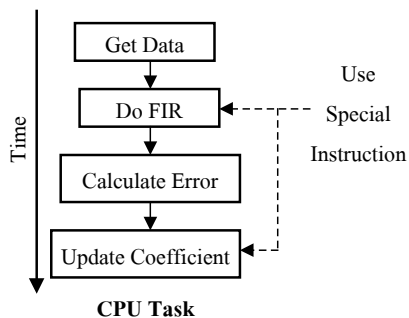 Get Data
Do FIR
Calculate Error
Update Coefficient
Time
Use
Special
Instruction
CPU Task